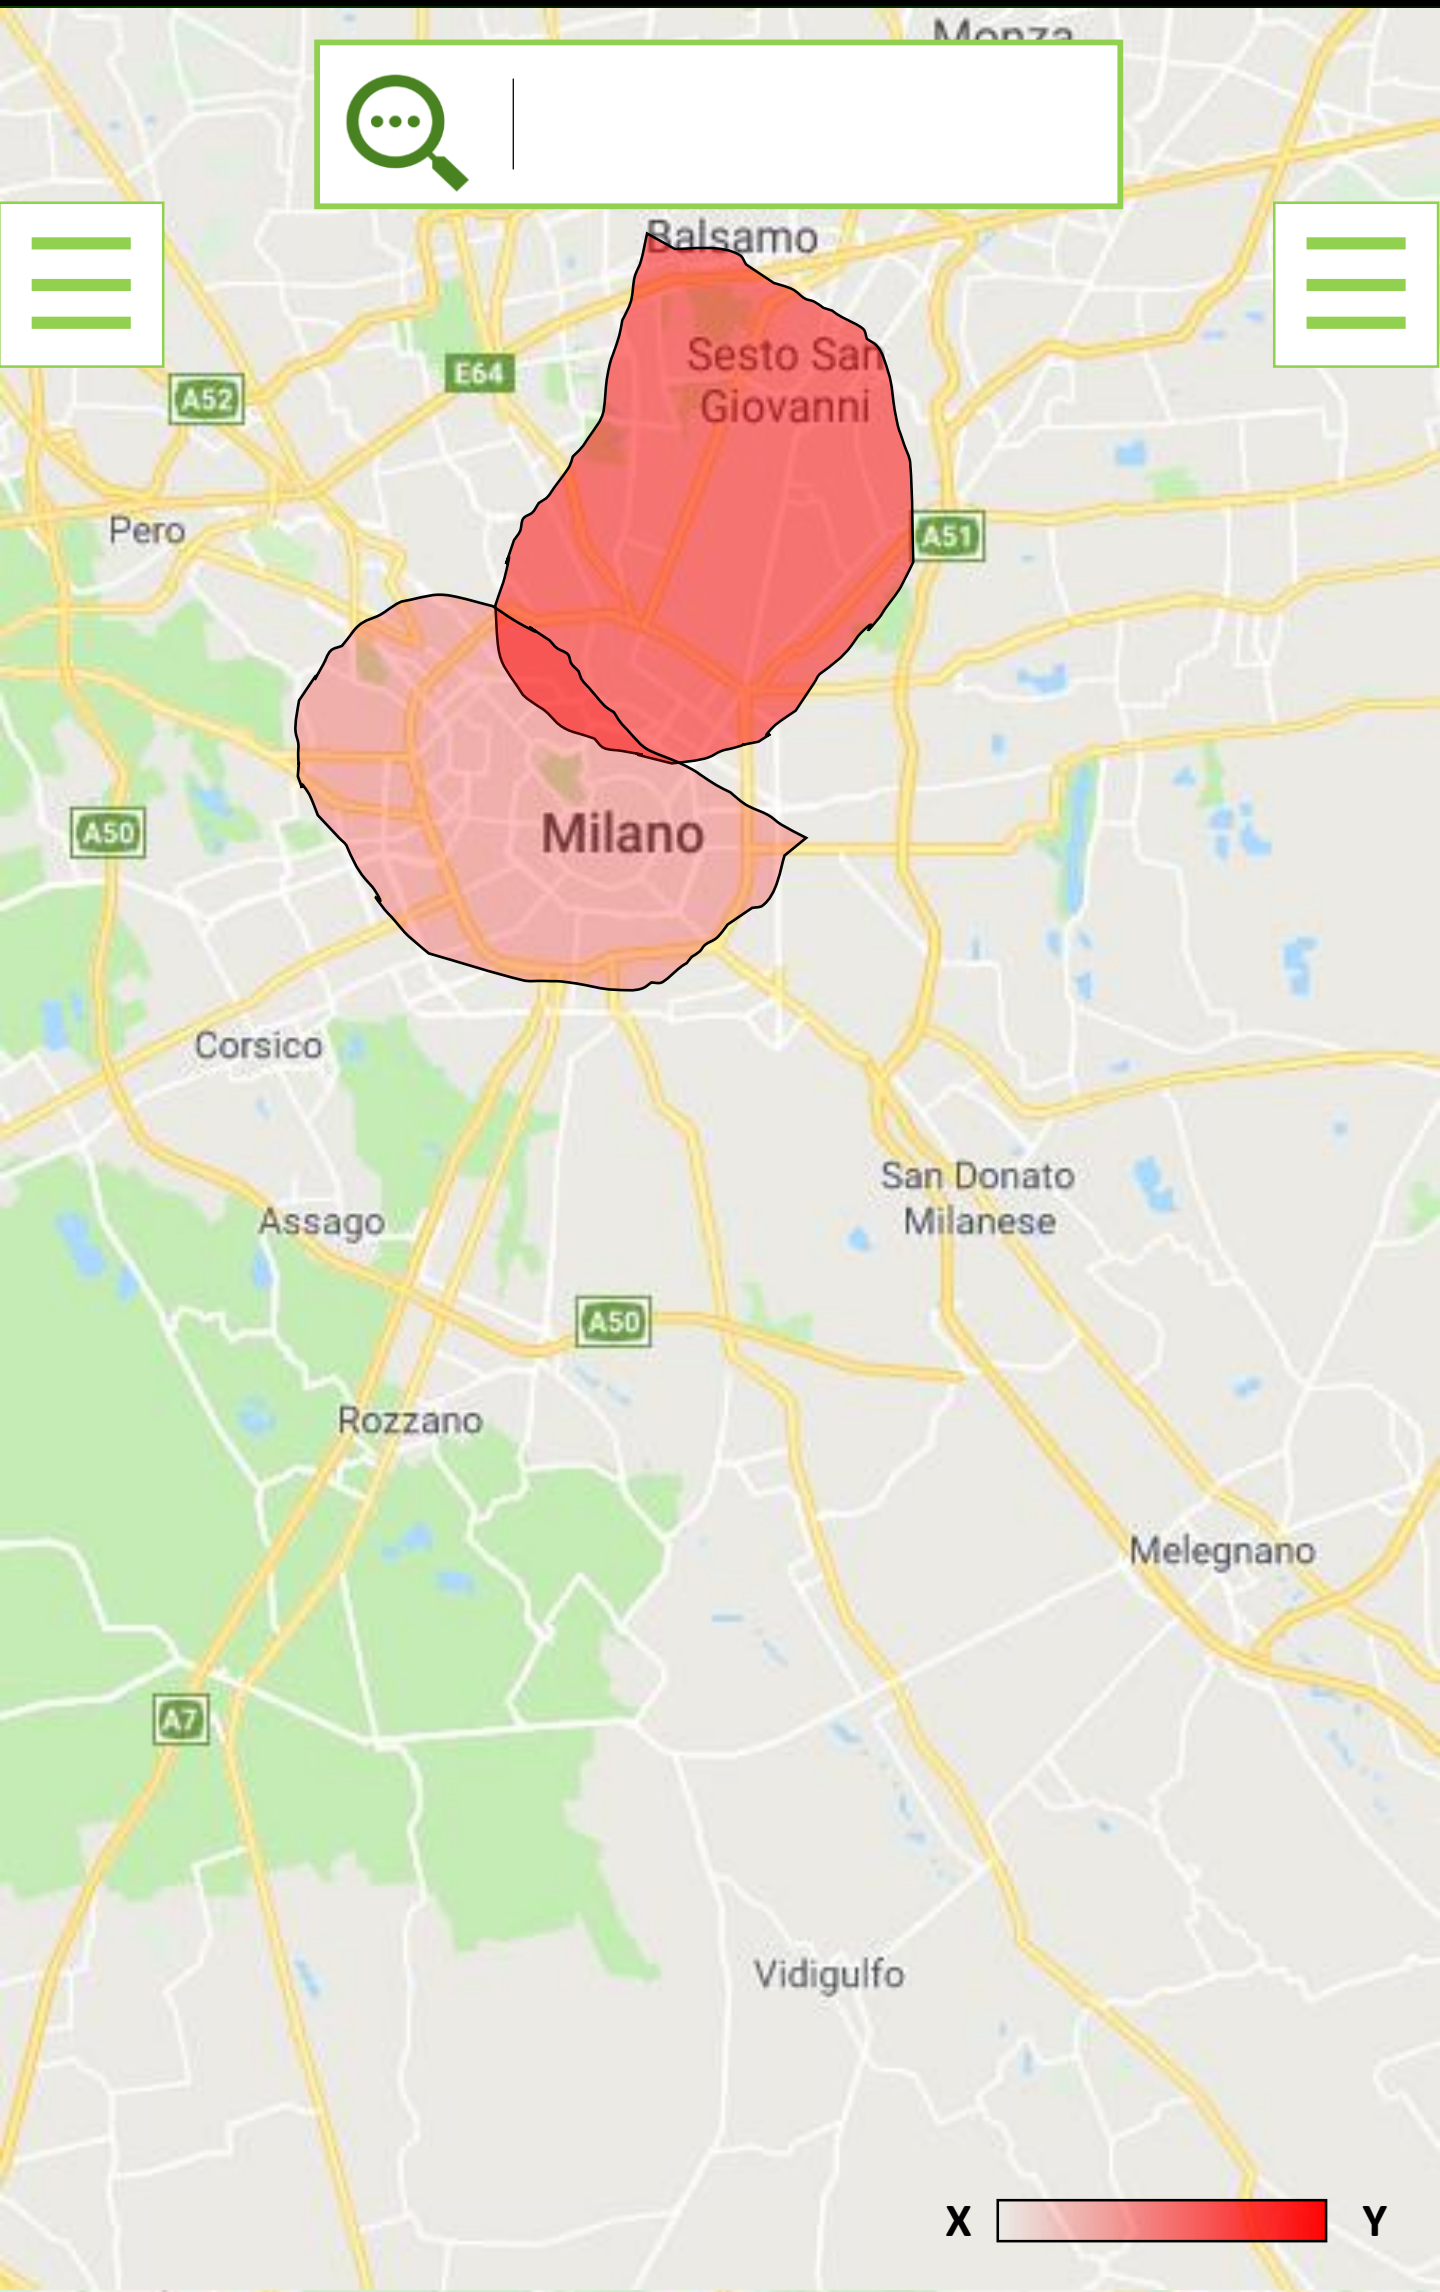 Monza
Balsamo
Sesto San
Giovanni
E64
A52
Pero
A51
A50
Milano
Corsico
San Donato
Milanese
Assago
A50
Rozzano
Melegnano
A7
Vidigulfo
X Y